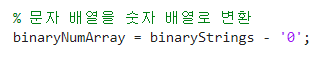 % 문자 배열을 숫자 배열로 변환
binaryNumArray = binaryStrings - '0';